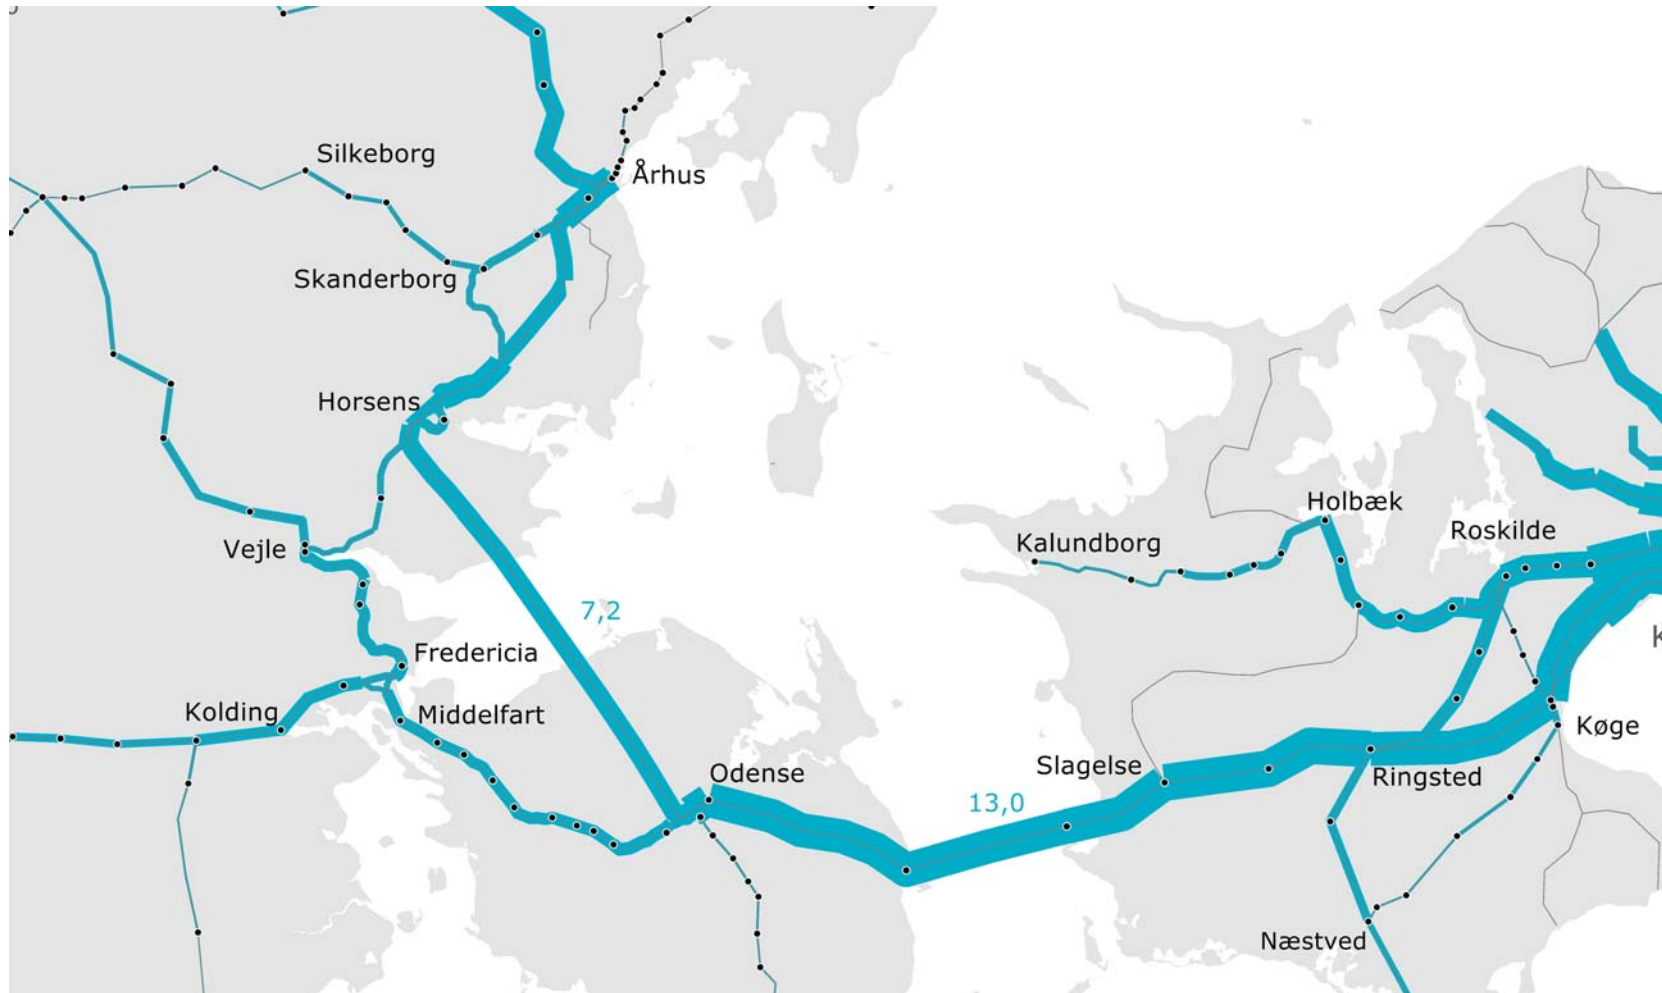 Silkeborg
Århus
Skanderborg
Horsens
Holbæk
Roskilde
Kalundborg
Vejle
7,2
K
Fredericia
Kolding
Middelfart
Køge
Odense
Slagelse
Ringsted
13,0
Næstved